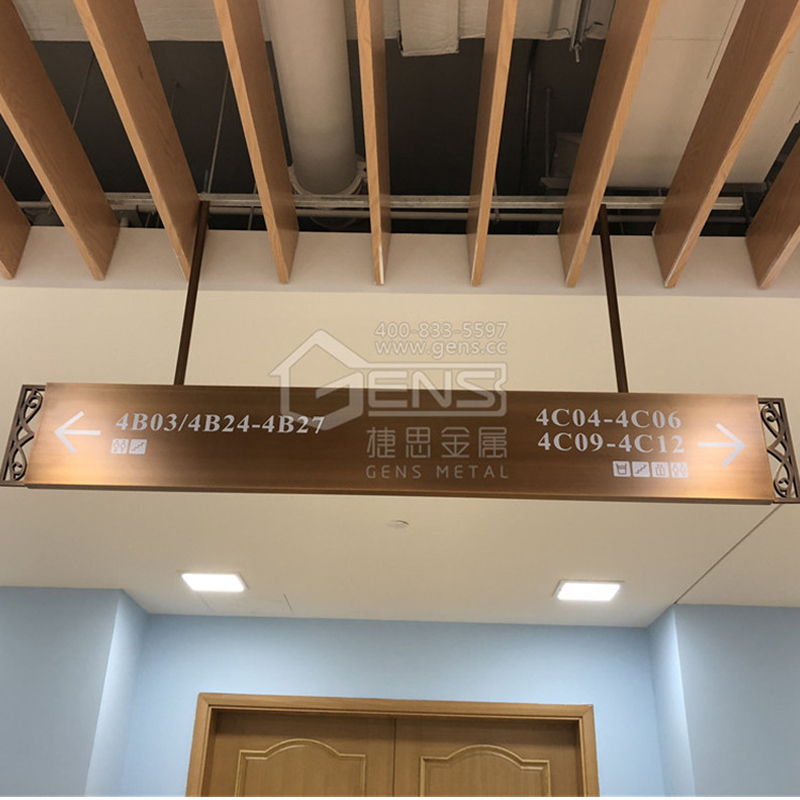 400-833-5597
www.gens.cc
GENS
捷思金属
GENS METAL
4B03/4B24-4B27
4C04-4C06
4C09-4C12